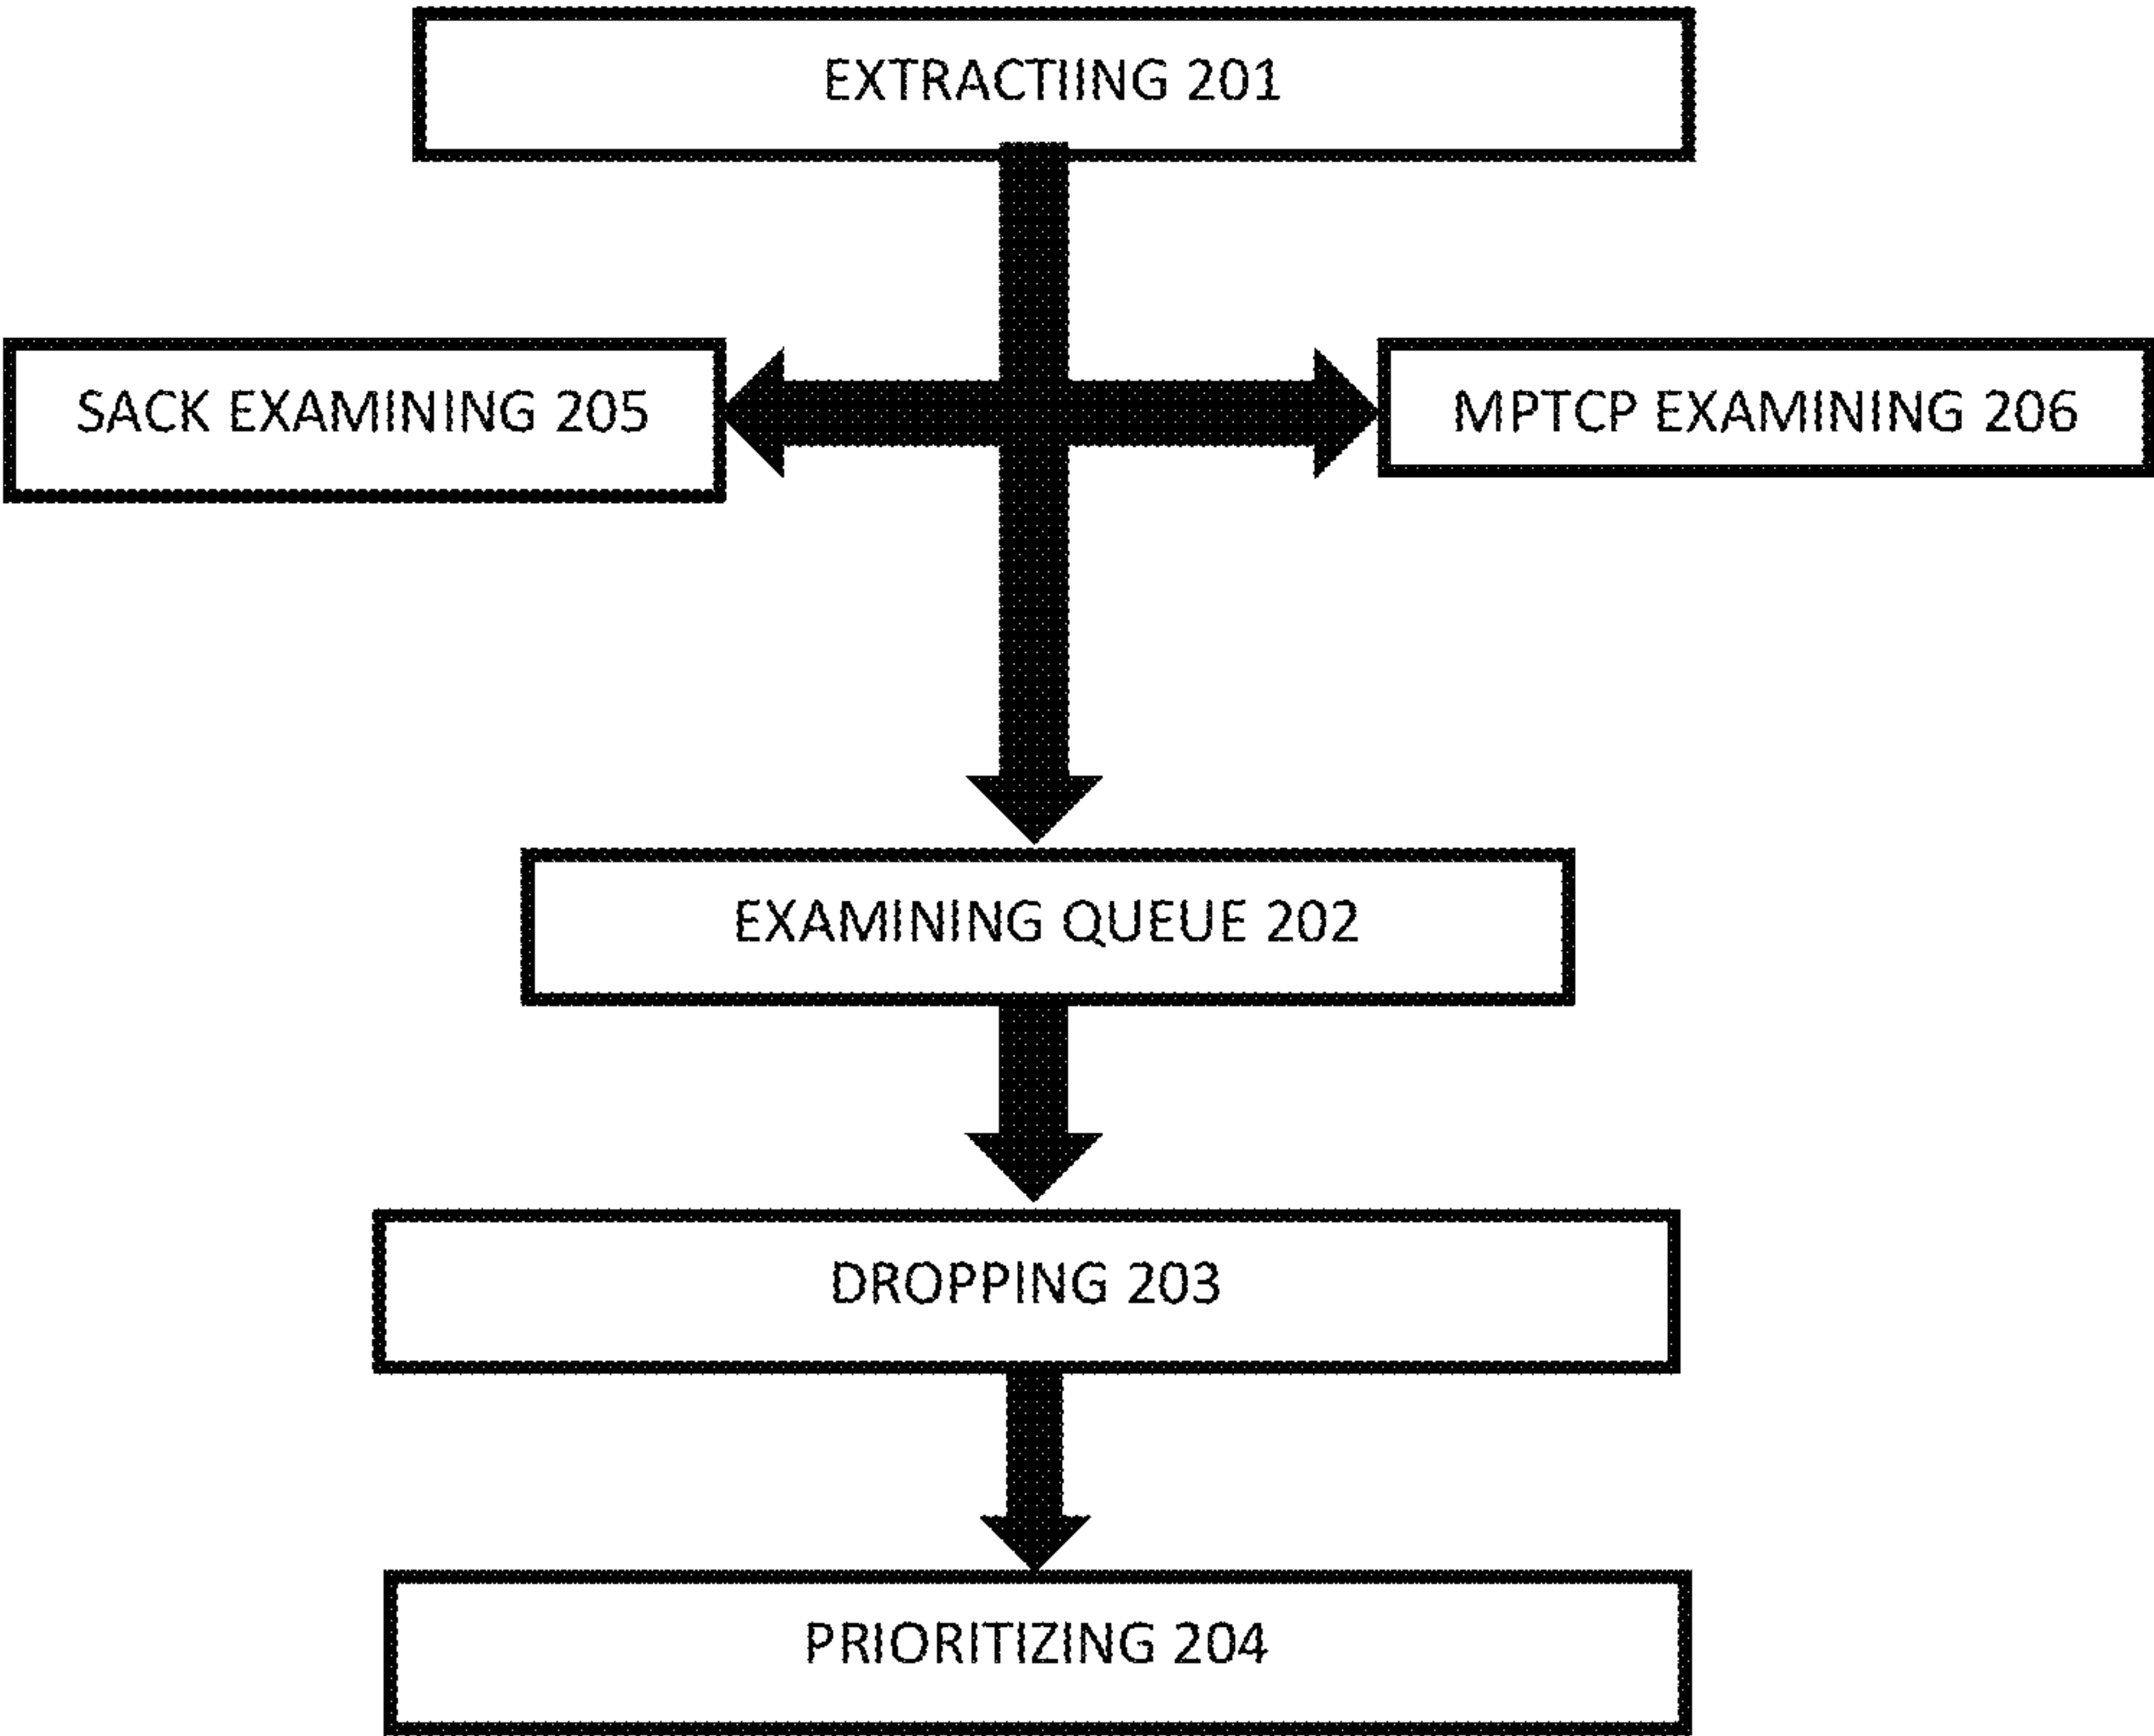 EXTRACTIING 201
SACK EXAMINING 205
MPTCP EXAMINING 206
EXAMINING QUEUE 202
DROPPING 203
PRIORITIZING 204